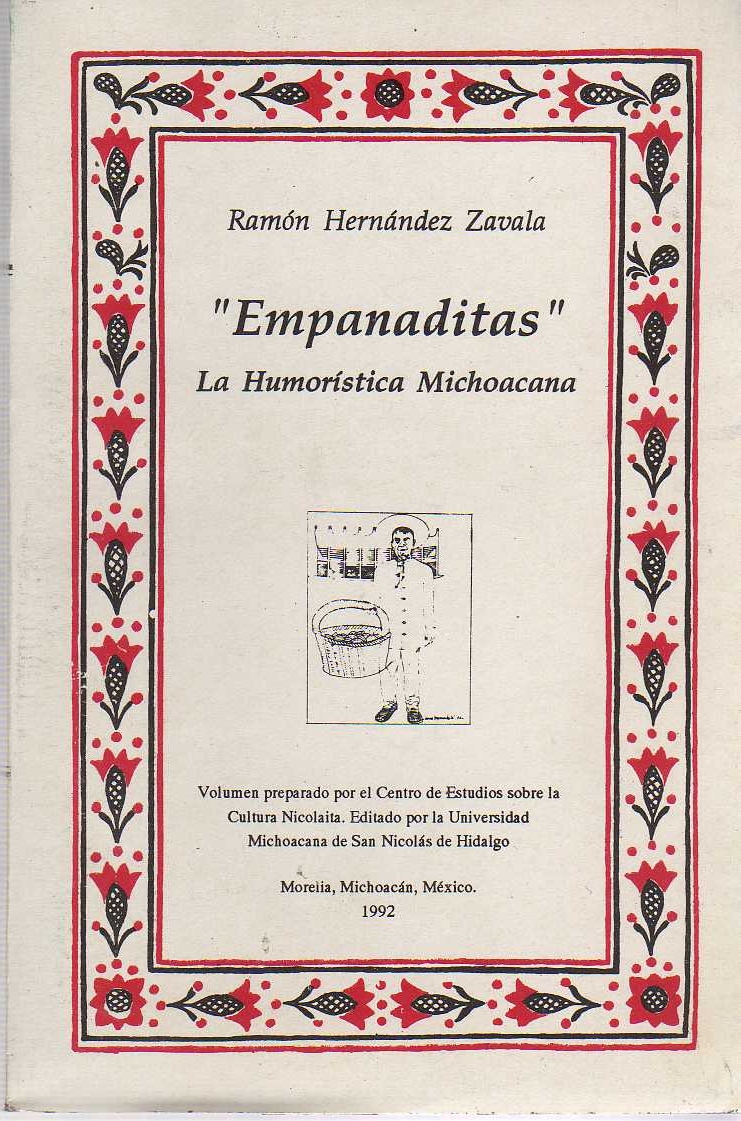 Ramón Hernández Zavala
"Empanaditas"
La Humorística Michoacana
Volumen preparado por el Centro de Estudios sobre la
Cultura Nicolaita. Editado por la Universidad
Michoacana de San Nicolás de Hidalgo
Morelia, Michoacán, México.
1992